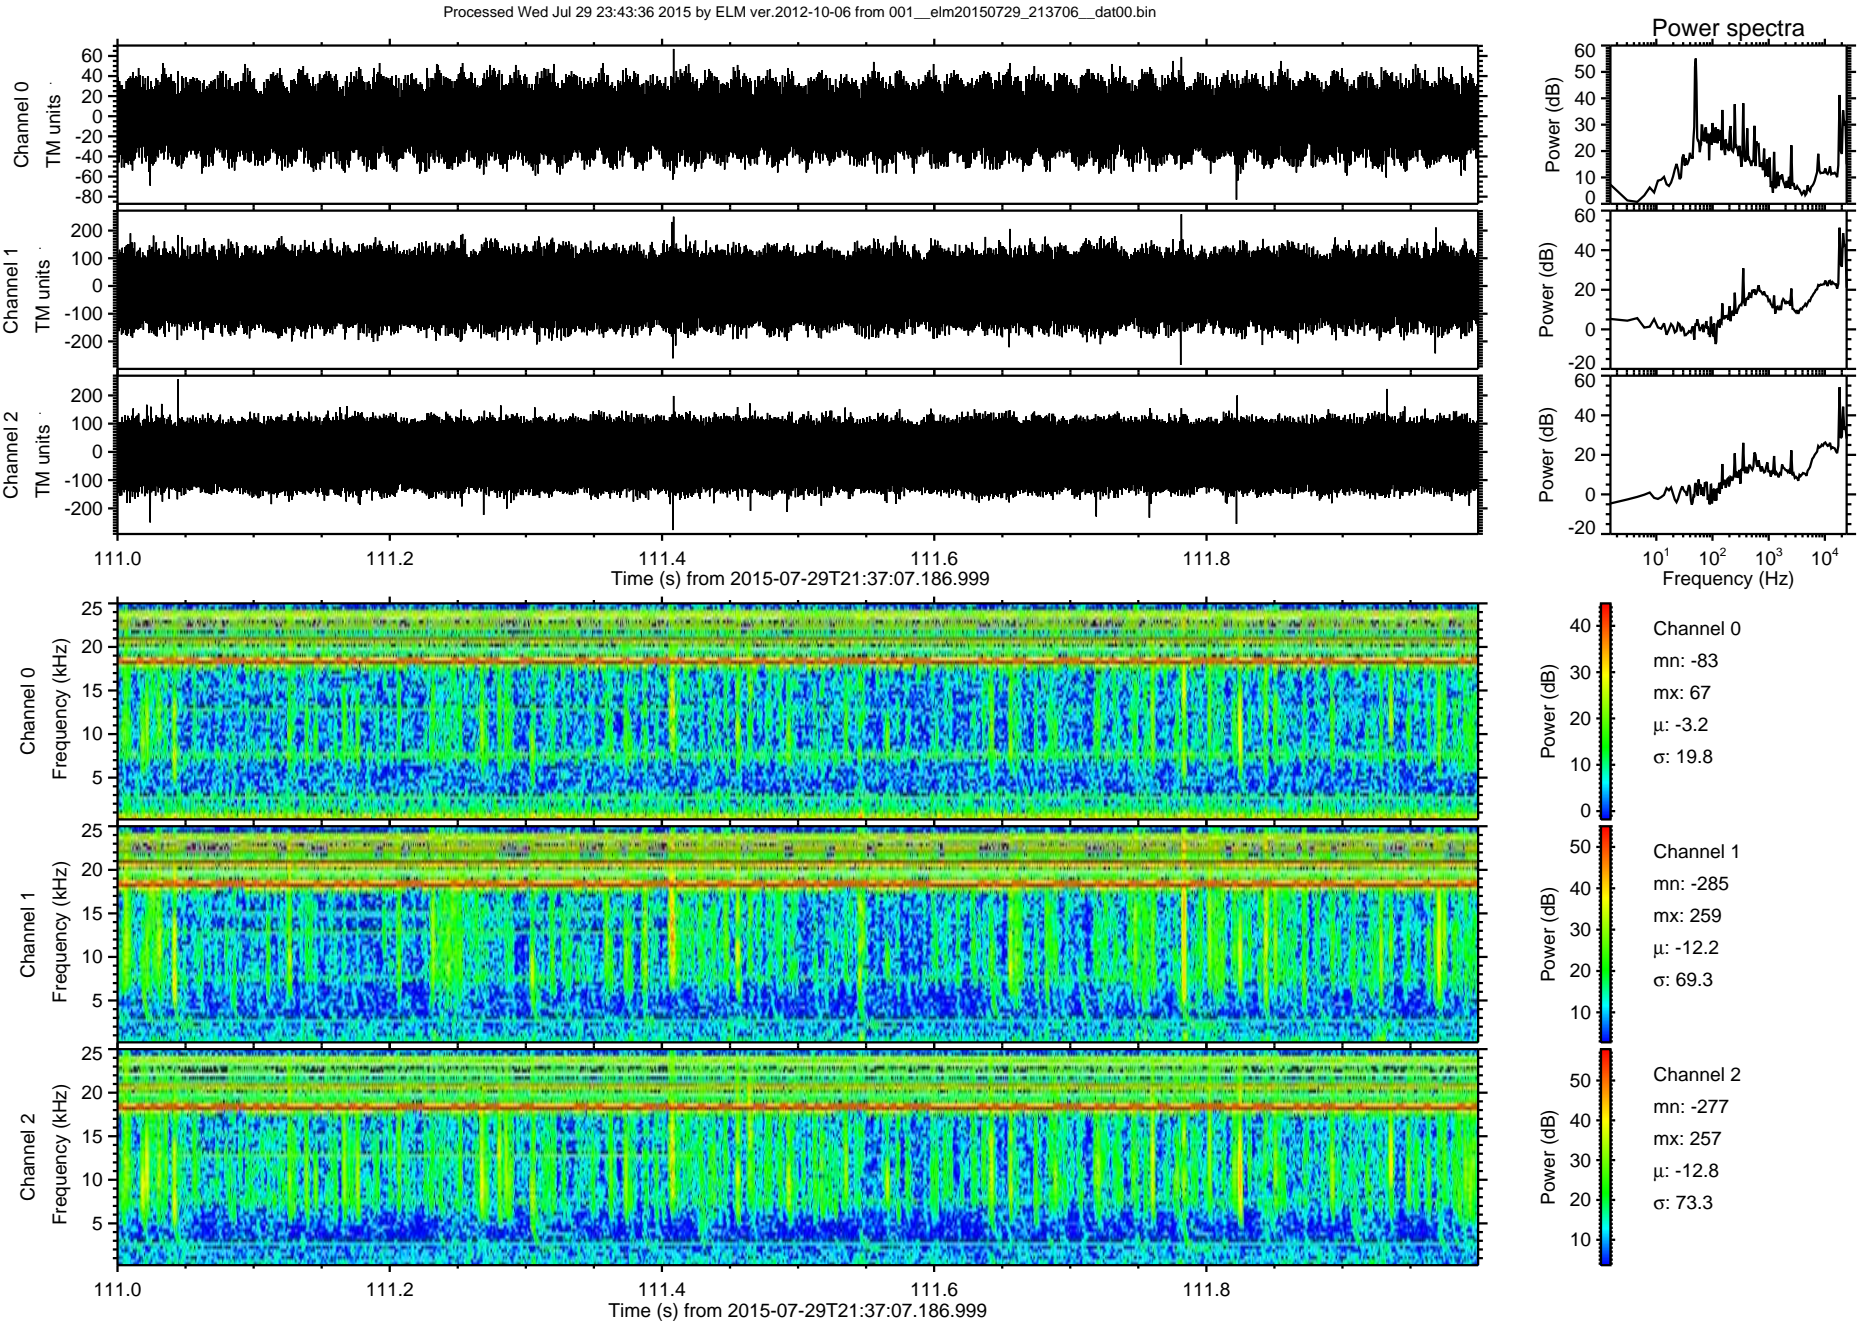 Processed Wed Jul 29 23:43:36 2015 by ELM ver.2012-10-06 from 001__elm20150729_213706__dat00.bin
Power spectra
Channel 0
TM units
60
40
20
0
-20
-40
-60
-80
Power (dB)
60
50
40
30
20
10
0
Channel 1
TM units
200
100
0
-100
-200
Power (dB)
60
40
20
0
-20
Channel 2
TM units
200
100
0
-100
-200
Power (dB)
60
40
20
0
-20
111.0 111.2 111.4 111.6 111.8
Time (s) from 2015-07-29T21:37:07.186.999
10¹ 10² 10³ 10⁴
Frequency (Hz)
Channel 0
Frequency (kHz)
25
20
15
10
5
Power (dB)
40
30
20
10
0
Channel 0
mn: -83
mx: 67
µ: -3.2
σ: 19.8
Channel 1
Frequency (kHz)
25
20
15
10
5
Power (dB)
50
40
30
20
10
Channel 1
mn: -285
mx: 259
µ: -12.2
σ: 69.3
Channel 2
Frequency (kHz)
25
20
15
10
5
Power (dB)
50
40
30
20
10
Channel 2
mn: -277
mx: 257
µ: -12.8
σ: 73.3
111.0 111.2 111.4 111.6 111.8
Time (s) from 2015-07-29T21:37:07.186.999